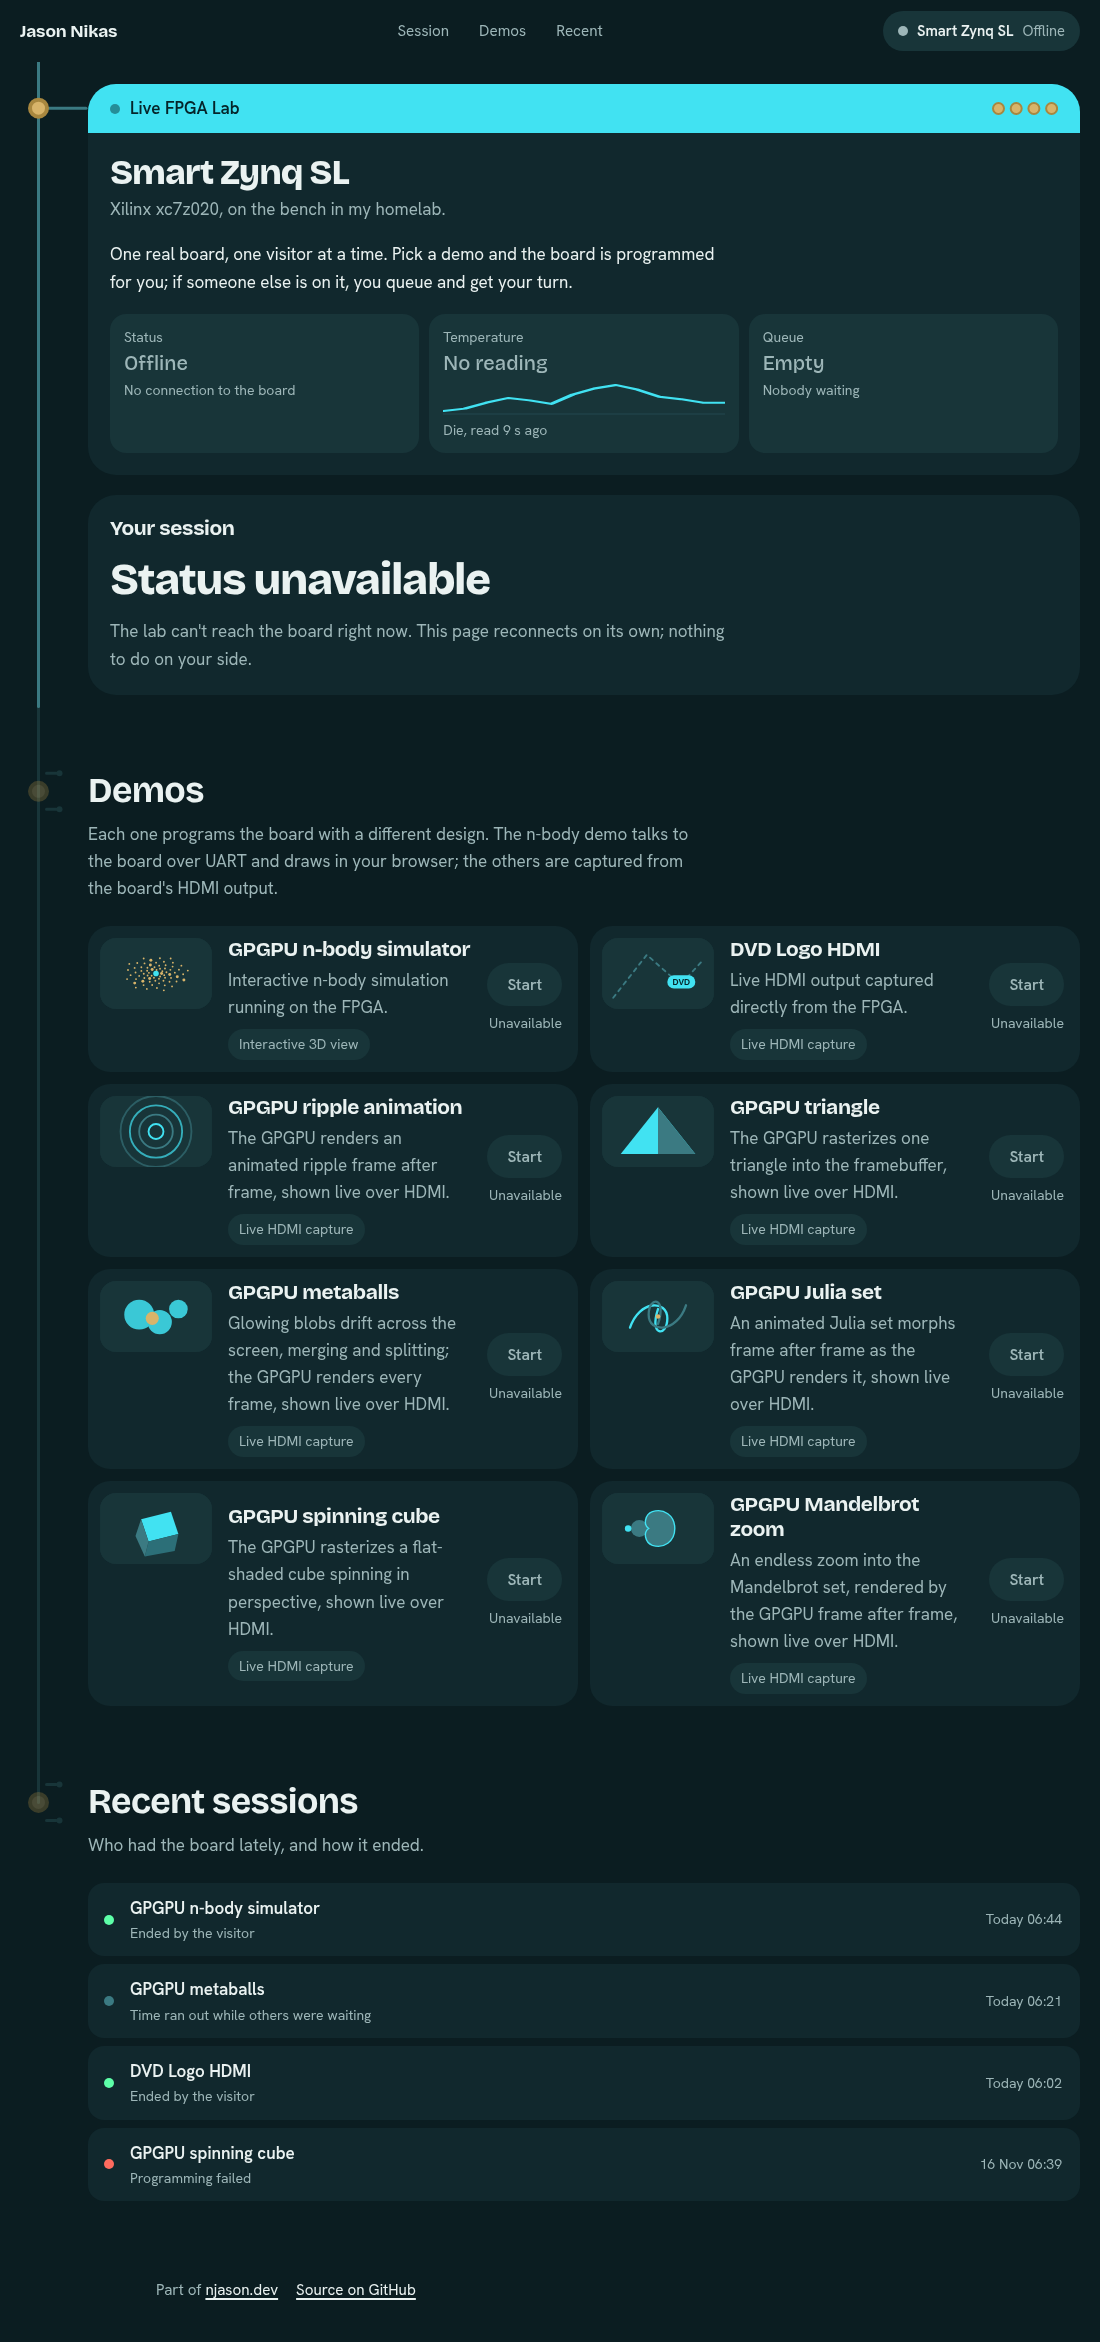 Jason Nikas
Session
Demos
Recent
Smart Zynq SL Offline
Live FPGA Lab
Smart Zynq SL
Xilinx xc7z020, on the bench in my homelab.
One real board, one visitor at a time. Pick a demo and the board is programmed
for you; if someone else is on it, you queue and get your turn.
Status
Offline
No connection to the board
Temperature
No reading
Die, read 9 s ago
Queue
Empty
Nobody waiting
Your session
Status unavailable
The lab can't reach the board right now. This page reconnects on its own; nothing
to do on your side.
Demos
Each one programs the board with a different design. The n-body demo talks to
the board over UART and draws in your browser; the others are captured from
the board's HDMI output.
GPGPU n-body simulator
Interactive n-body simulation
running on the FPGA.
Interactive 3D view
Start
Unavailable
DVD
DVD Logo HDMI
Live HDMI output captured
directly from the FPGA.
Live HDMI capture
Start
Unavailable
GPGPU ripple animation
The GPGPU renders an
animated ripple frame after
frame, shown live over HDMI.
Live HDMI capture
Start
Unavailable
GPGPU triangle
The GPGPU rasterizes one
triangle into the framebuffer,
shown live over HDMI.
Live HDMI capture
Start
Unavailable
GPGPU metaballs
Glowing blobs drift across the
screen, merging and splitting;
the GPGPU renders every
frame, shown live over HDMI.
Live HDMI capture
Start
Unavailable
GPGPU Julia set
An animated Julia set morphs
frame after frame as the
GPGPU renders it, shown live
over HDMI.
Live HDMI capture
Start
Unavailable
GPGPU spinning cube
The GPGPU rasterizes a flat-
shaded cube spinning in
perspective, shown live over
HDMI.
Live HDMI capture
Start
Unavailable
GPGPU Mandelbrot
zoom
An endless zoom into the
Mandelbrot set, rendered by
the GPGPU frame after frame,
shown live over HDMI.
Live HDMI capture
Start
Unavailable
Recent sessions
Who had the board lately, and how it ended.
GPGPU n-body simulator
Ended by the visitor
Today 06:44
GPGPU metaballs
Time ran out while others were waiting
Today 06:21
DVD Logo HDMI
Ended by the visitor
Today 06:02
GPGPU spinning cube
Programming failed
16 Nov 06:39
Part of njason.dev Source on GitHub